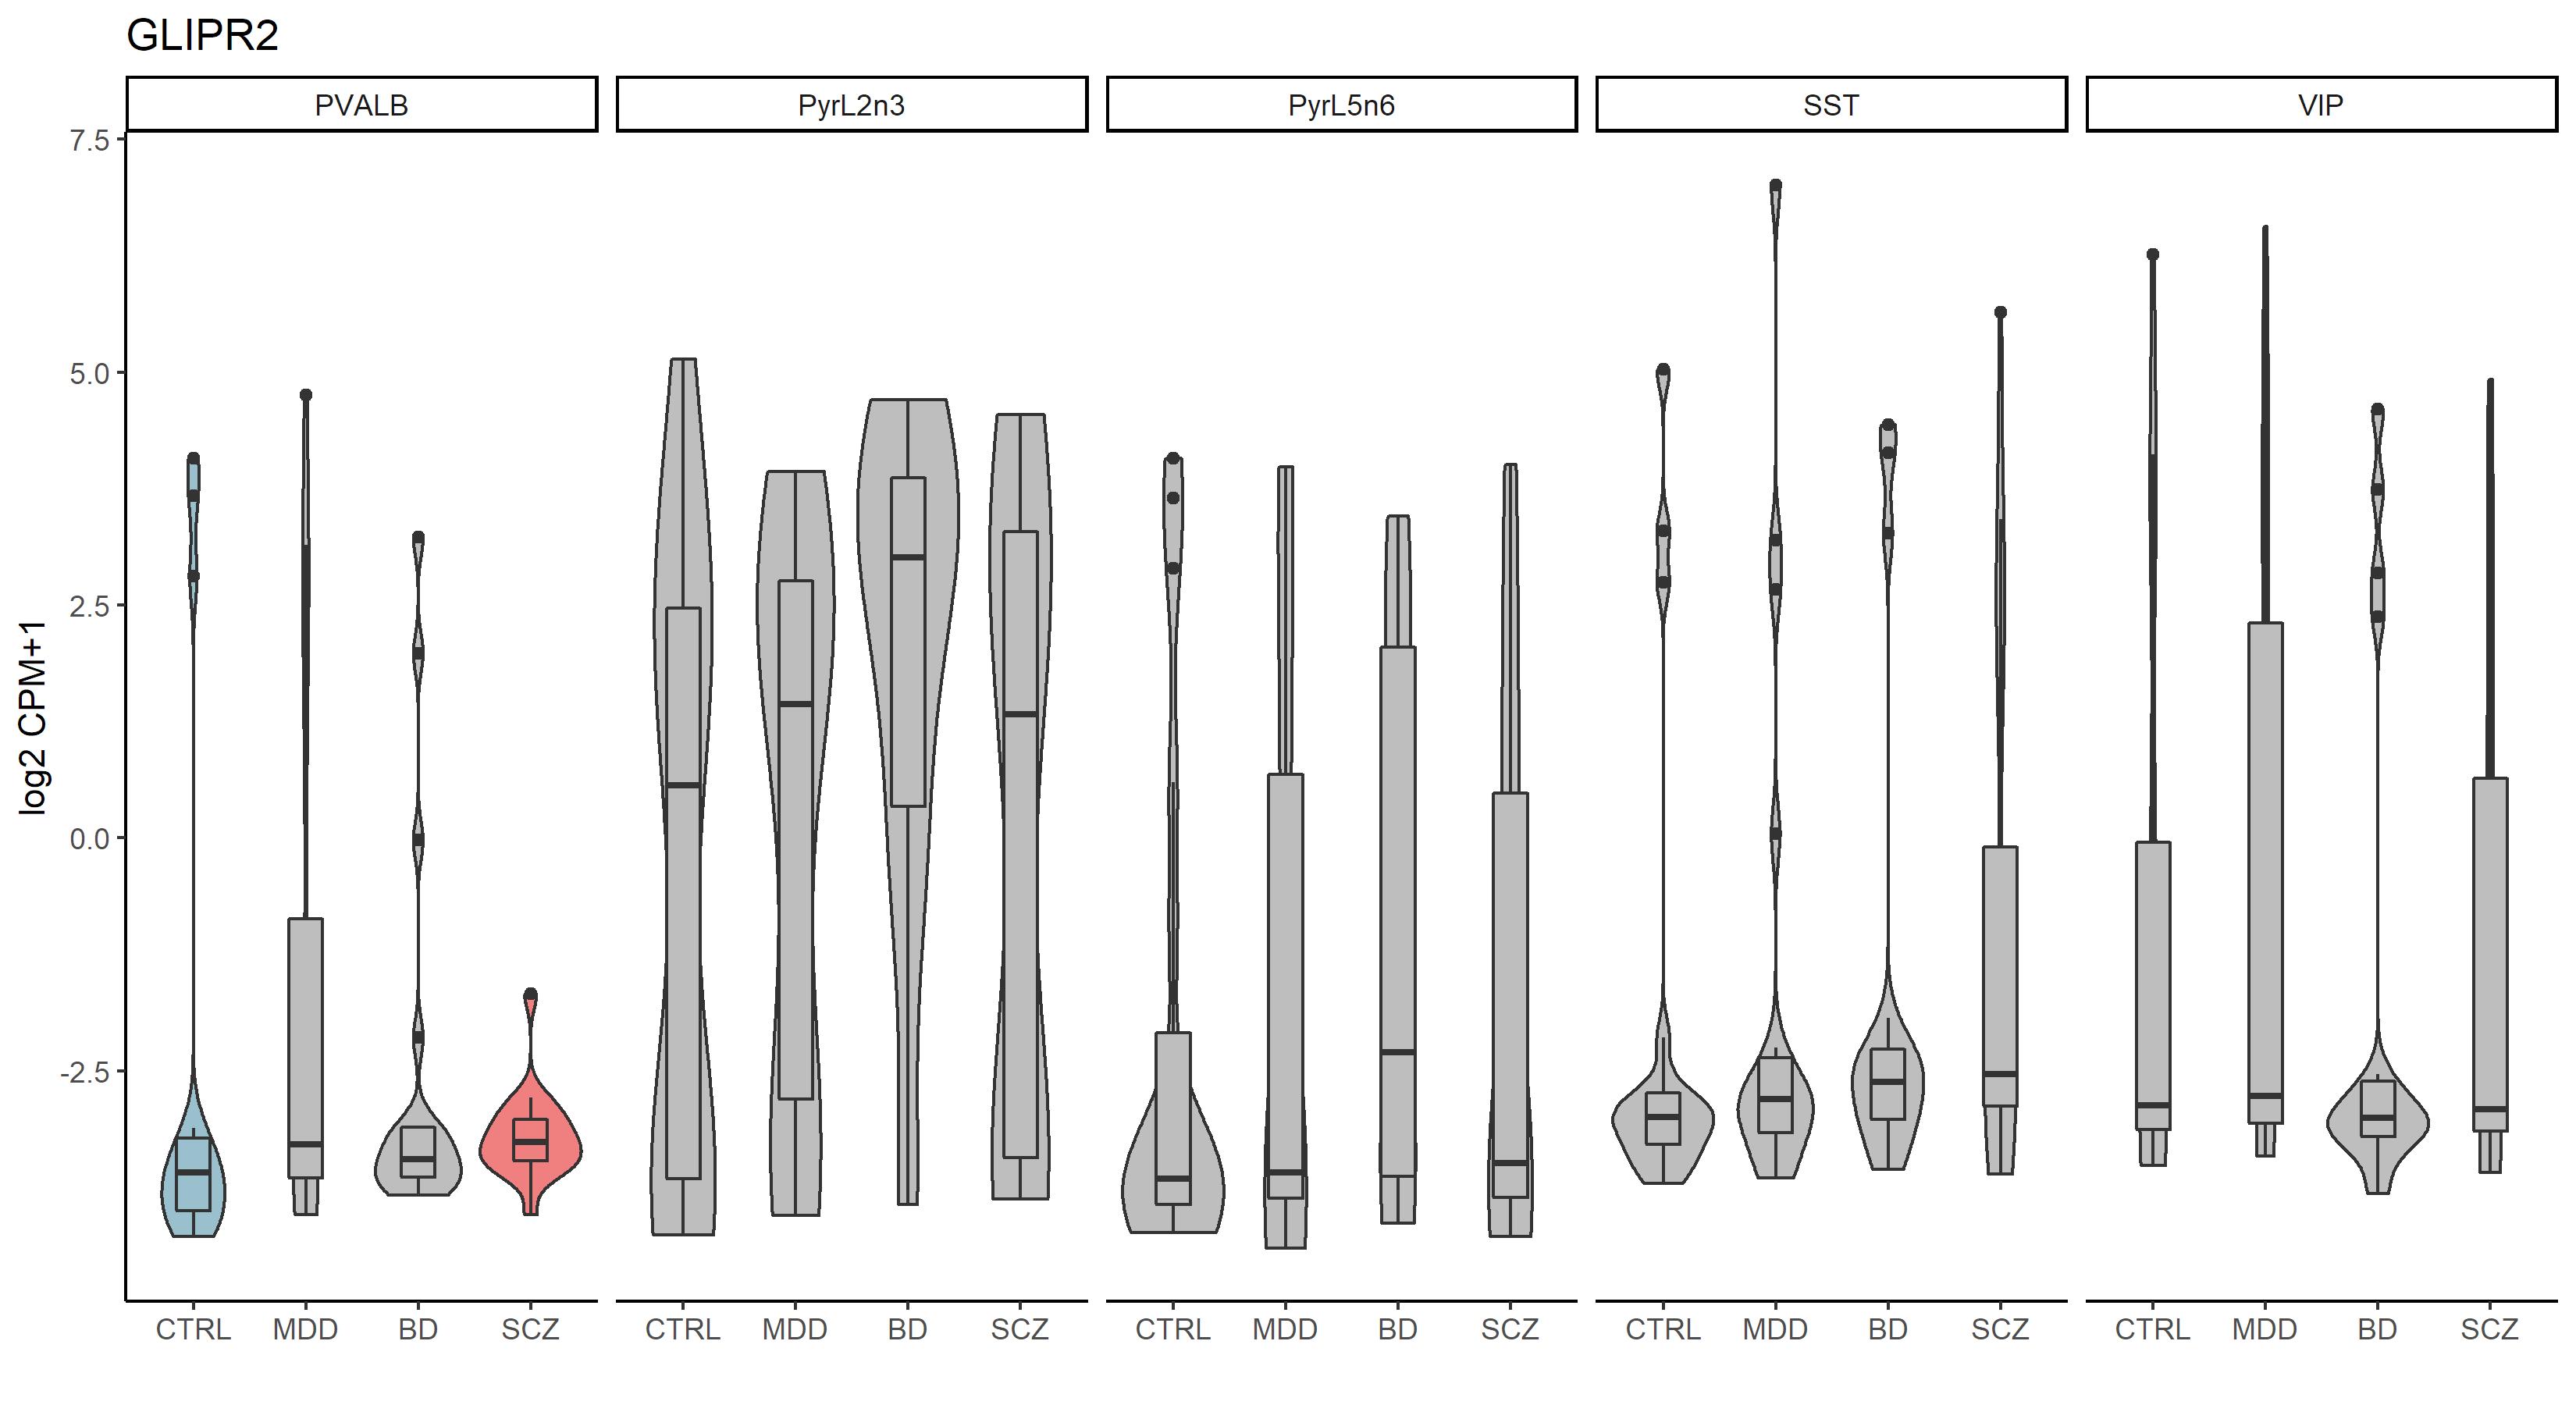 GLIPR2
PVALB PyrL2n3 PyrL5n6 SST VIP
7.5
5.0
2.5
0.0
-2.5
log2 CPM+1
CTRL MDD BD SCZ CTRL MDD BD SCZ CTRL MDD BD SCZ CTRL MDD BD SCZ CTRL MDD BD SCZ